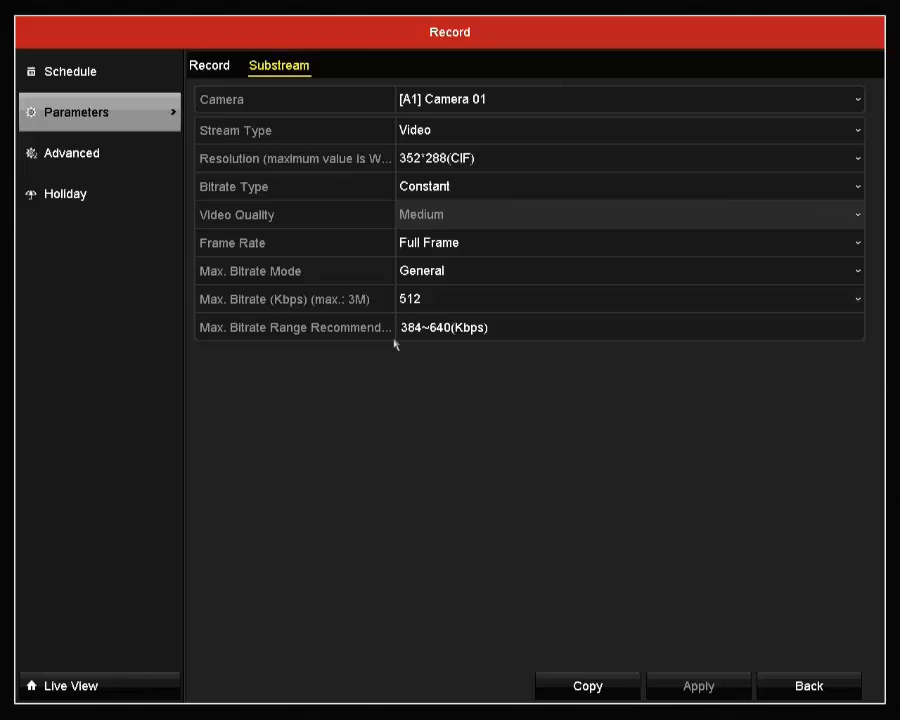 Record
Schedule
Parameters
Advanced
Holiday
Record Substream
Camera [A1] Camera 01
Stream Type Video
Resolution (maximum value is W... 352*288(CIF)
Bitrate Type Constant
Video Quality Medium
Frame Rate Full Frame
Max. Bitrate Mode General
Max. Bitrate (Kbps) (max.: 3M) 512
Max. Bitrate Range Recommend... 384~640(Kbps)
Live View
Copy Apply Back